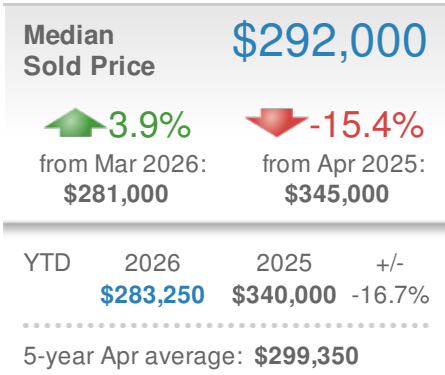 Median $292,000
Sold Price
3.9% -15.4%
from Mar 2026: from Apr 2025:
$281,000 $345,000
YTD 2026 2025 +/-
$283,250 $340,000 -16.7%
5-year Apr average: $299,350